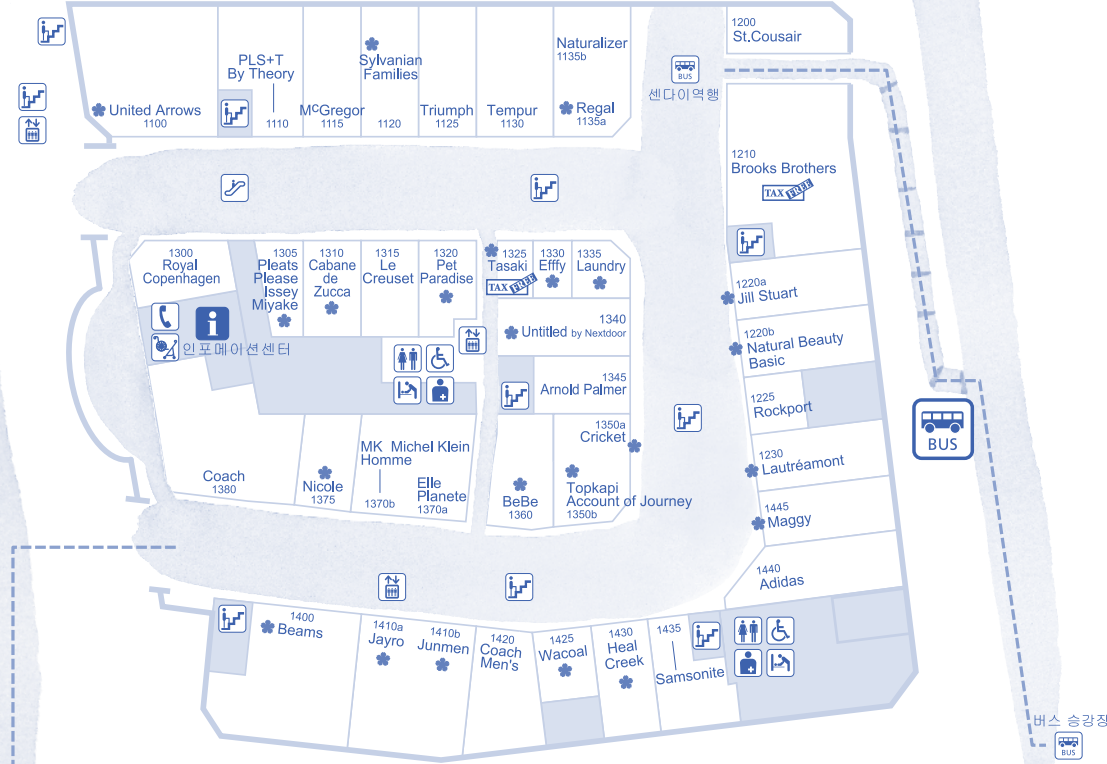 1200
St.Cousair
BUS
센다이역행
Naturalizer
1135b
Regal
1135a
Tempur
1130
Triumph
1125
Sylvanian
Families
1120
McGregor
1115
PLS+T
By Theory
1110
United Arrows
1100
1210
Brooks Brothers
TAX FREE
1300
Royal
Copenhagen
1305
Pleats
Please
Issey
Miyake
1310
Cabane
de
Zucca
1315
Le
Creuset
1320
Pet
Paradise
1325
Tasaki
TAX FREE
1330
Efffy
1335
Laundry
1220a
Jill Stuart
1340
Untitled by Nextdoor
1220b
Natural Beauty
Basic
i
인포메이션센터
1345
Arnold Palmer
1225
Rockport
BUS
1350a
Cricket
MK Michel Klein
Homme
1370b
Elle
Planete
1370a
Coach
1380
Nicole
1375
BeBe
1360
Topkapi
Account of Journey
1350b
1230
Lautréamont
1445
Maggy
1440
Adidas
1400
Beams
1410a
Jayro
1410b
Junmen
1420
Coach
Men's
1425
Wacoal
1430
Heal
Creek
1435
Samsonite
버스 승강장
BUS